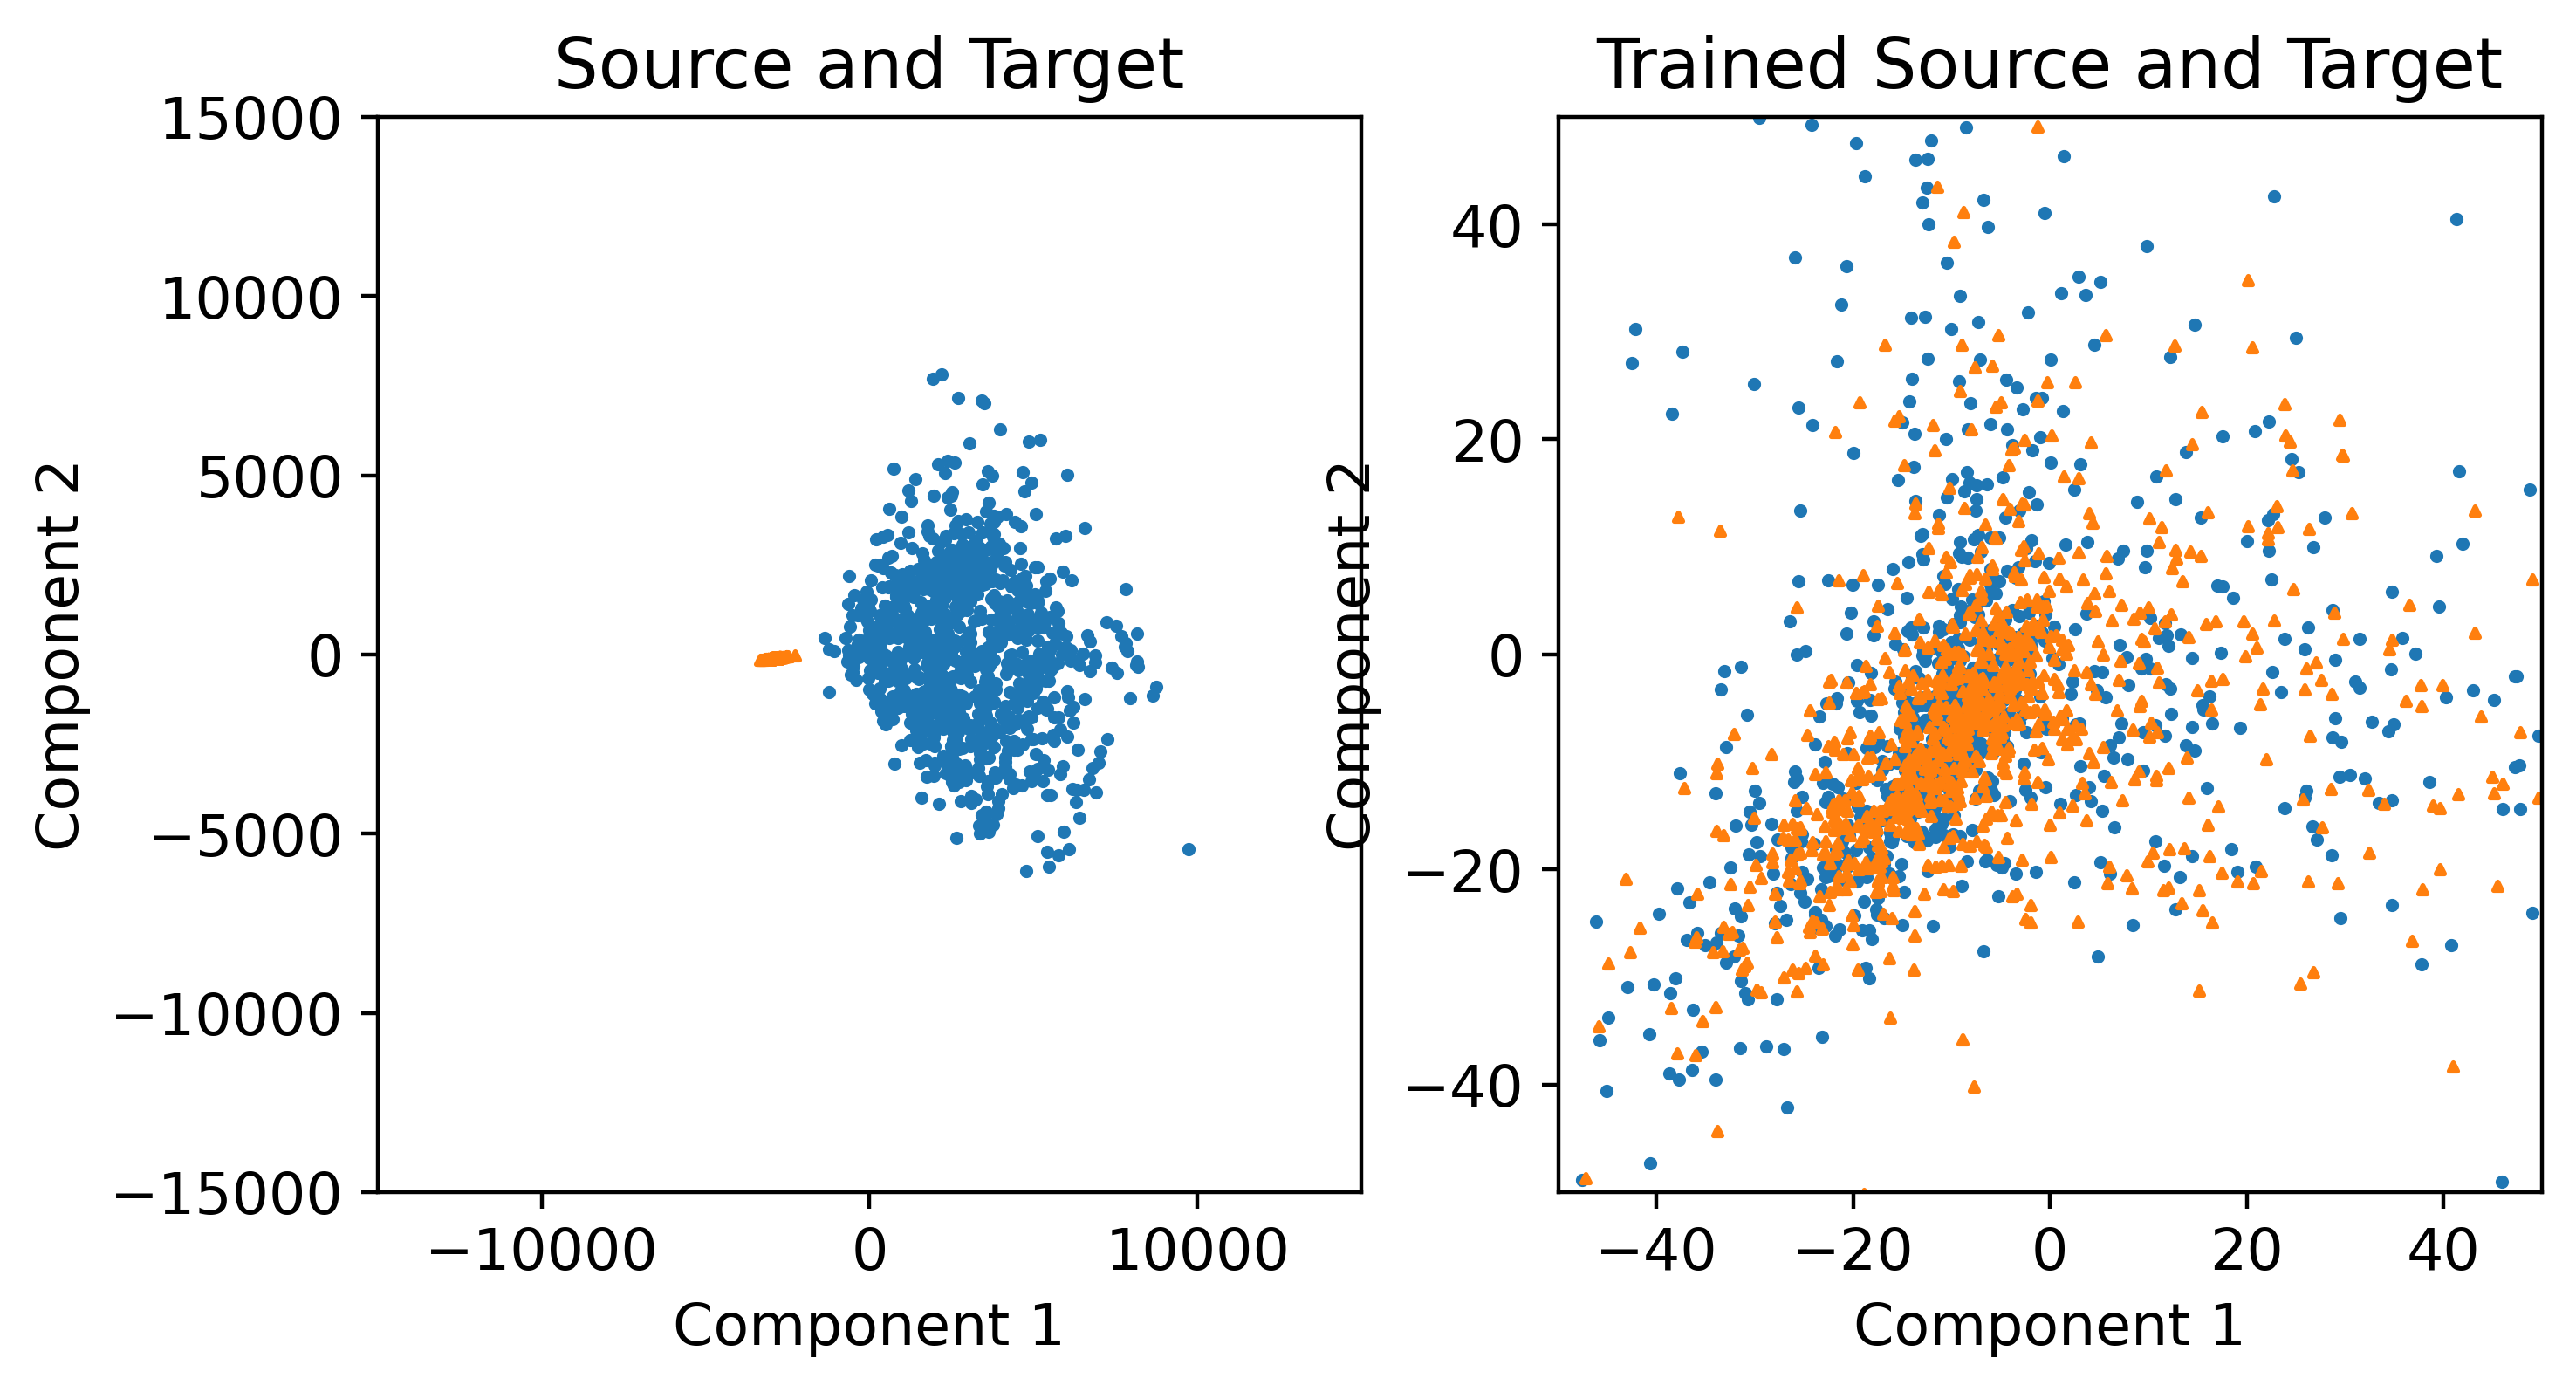 Source and Target
15000
10000
5000
0
−5000
−10000
−15000
Component 2
−10000 0 10000
Component 1
Trained Source and Target
40
20
0
−20
−40
Component 2
−40 −20 0 20 40
Component 1